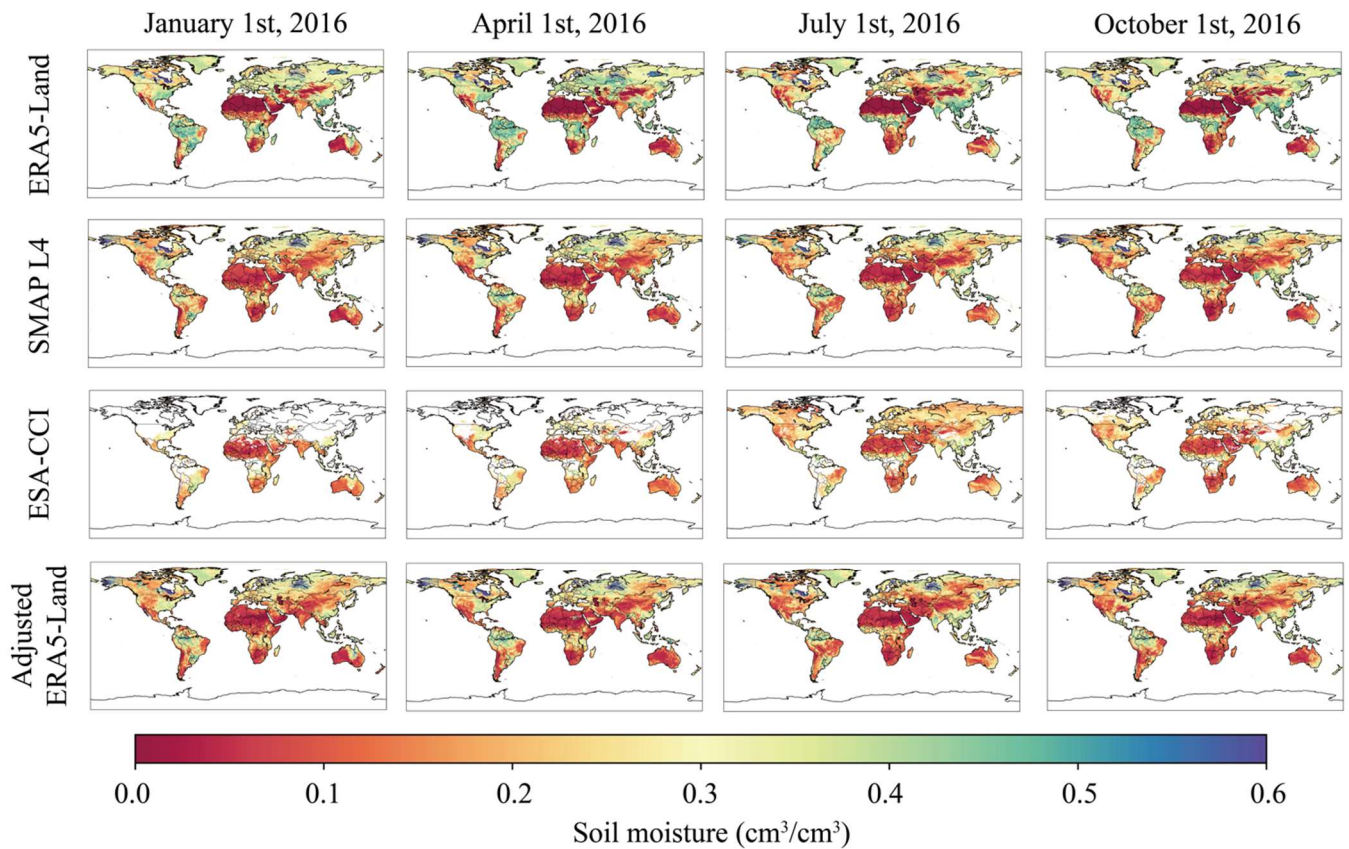 January 1st, 2016
April 1st, 2016
July 1st, 2016
October 1st, 2016
ERA5-Land
SMAP L4
ESA-CCI
Adjusted
ERA5-Land
0.0
0.1
0.2
0.3
0.4
0.5
0.6
Soil moisture (cm³/cm³)